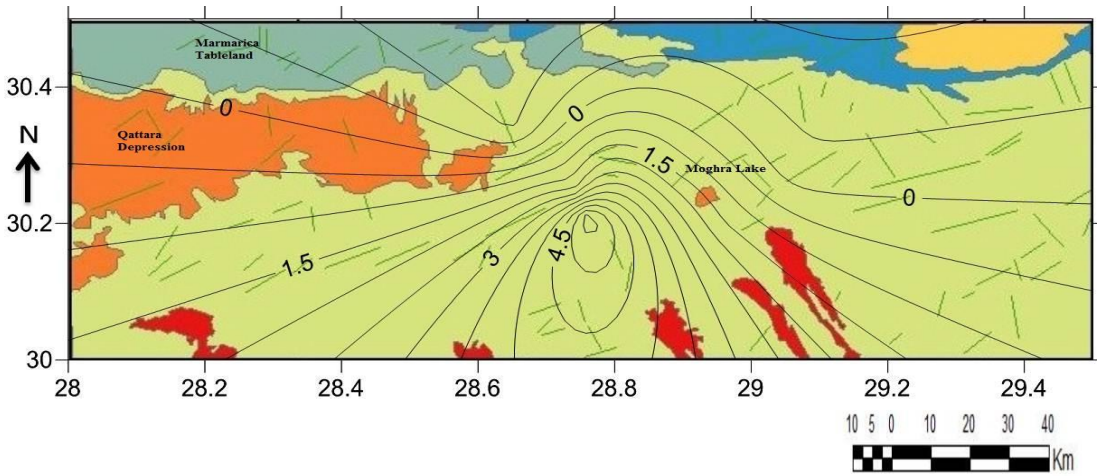 Marmarica
Tableland
30.4
0
0
N
Qattara
Depression
1.5
Moghra Lake
0
30.2
4.5
3
1.5
30
28 28.2 28.4 28.6 28.8 29 29.2 29.4
10 5 0 10 20 30 40
Km